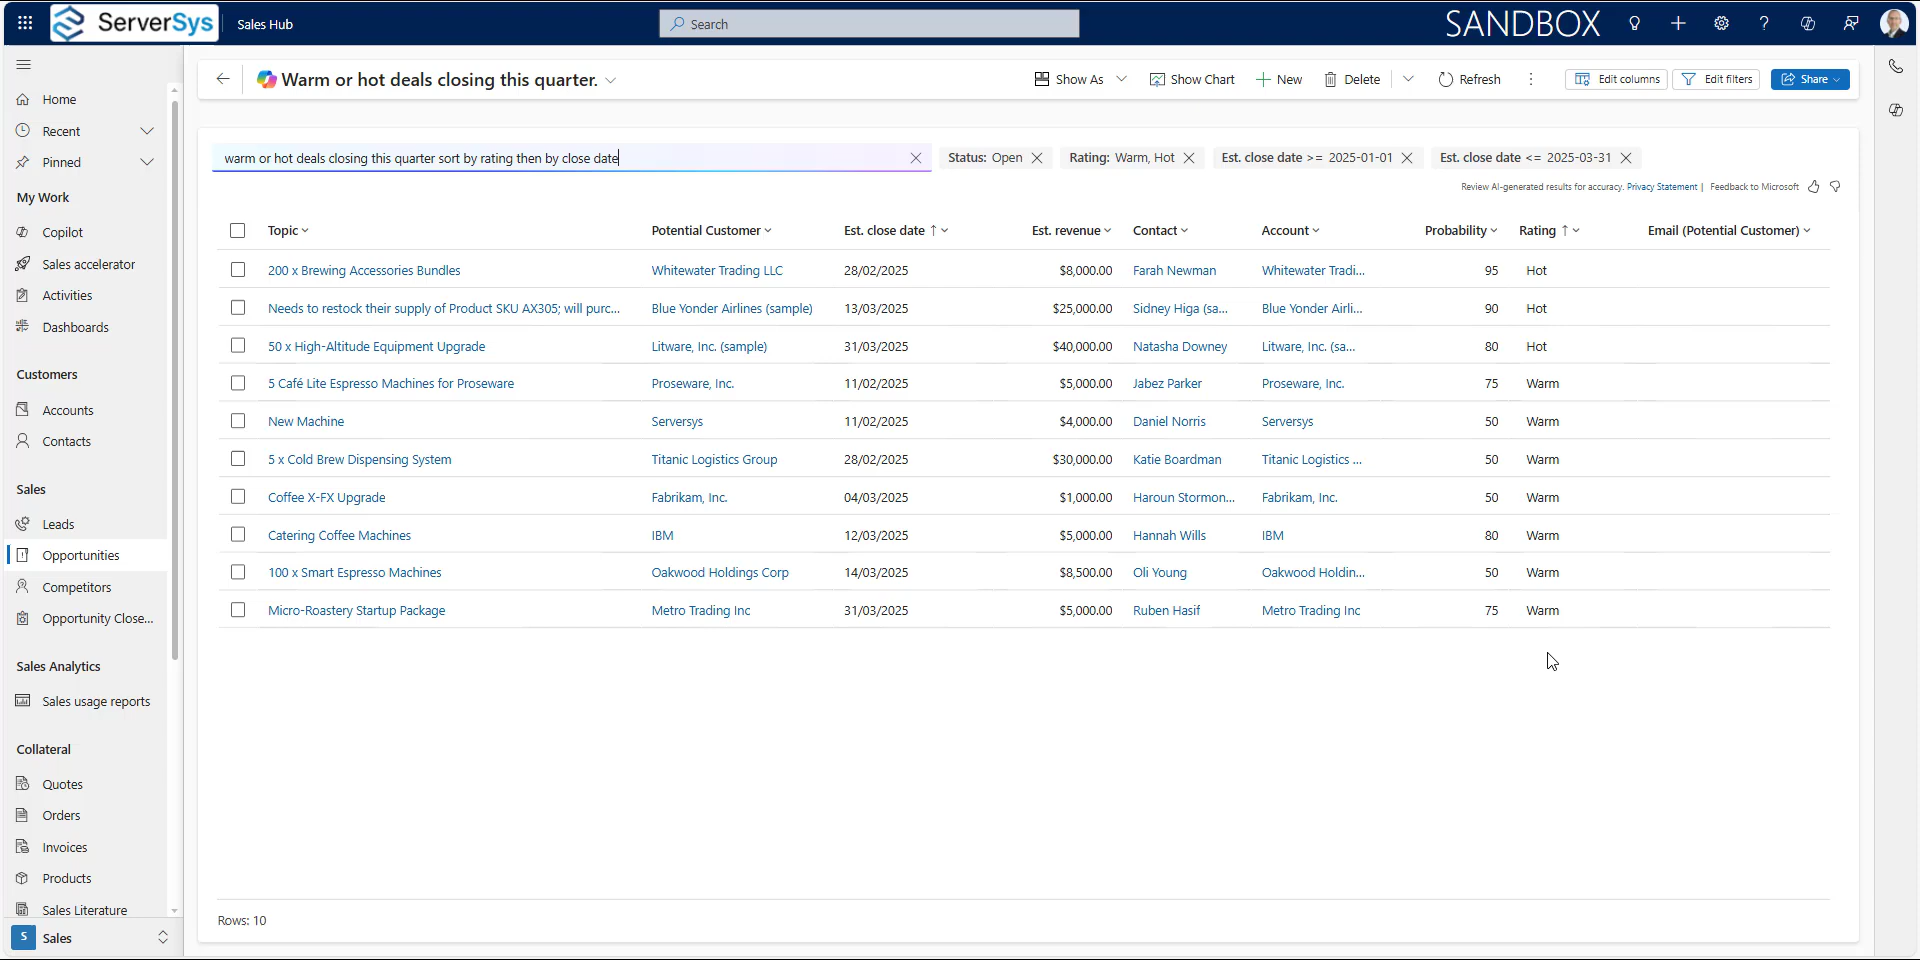 ServerSys
Sales Hub
Search
SANDBOX
Home
Recent
Pinned
My Work
Copilot
Sales accelerator
Activities
Dashboards
Customers
Accounts
Contacts
Sales
Leads
Opportunities
Competitors
Opportunity Close...
Sales Analytics
Sales usage reports
Collateral
Quotes
Orders
Invoices
Products
Sales Literature
S Sales
Warm or hot deals closing this quarter.
Show As
Show Chart
New
Delete
Refresh
Edit columns
Edit filters
Share
warm or hot deals closing this quarter sort by rating then by close date
Status: Open
Rating: Warm, Hot
Est. close date >= 2025-01-01
Est. close date <= 2025-03-31
Review AI-generated results for accuracy. Privacy Statement | Feedback to Microsoft
Topic Potential Customer Est. close date ↑ Est. revenue Contact Account Probability Rating ↑ Email (Potential Customer)
200 x Brewing Accessories Bundles Whitewater Trading LLC 28/02/2025 $8,000.00 Farah Newman Whitewater Tradi... 95 Hot
Needs to restock their supply of Product SKU AX305; will purc... Blue Yonder Airlines (sample) 13/03/2025 $25,000.00 Sidney Higa (sa... Blue Yonder Airli... 90 Hot
50 x High-Altitude Equipment Upgrade Litware, Inc. (sample) 31/03/2025 $40,000.00 Natasha Downey Litware, Inc. (sa... 80 Hot
5 Café Lite Espresso Machines for Proseware Proseware, Inc. 11/02/2025 $5,000.00 Jabez Parker Proseware, Inc. 75 Warm
New Machine Serversys 11/02/2025 $4,000.00 Daniel Norris Serversys 50 Warm
5 x Cold Brew Dispensing System Titanic Logistics Group 28/02/2025 $30,000.00 Katie Boardman Titanic Logistics ... 50 Warm
Coffee X-FX Upgrade Fabrikam, Inc. 04/03/2025 $1,000.00 Haroun Stormon... Fabrikam, Inc. 50 Warm
Catering Coffee Machines IBM 12/03/2025 $5,000.00 Hannah Wills IBM 80 Warm
100 x Smart Espresso Machines Oakwood Holdings Corp 14/03/2025 $8,500.00 Oli Young Oakwood Holdin... 50 Warm
Micro-Roastery Startup Package Metro Trading Inc 31/03/2025 $5,000.00 Ruben Hasif Metro Trading Inc 75 Warm
Rows: 10